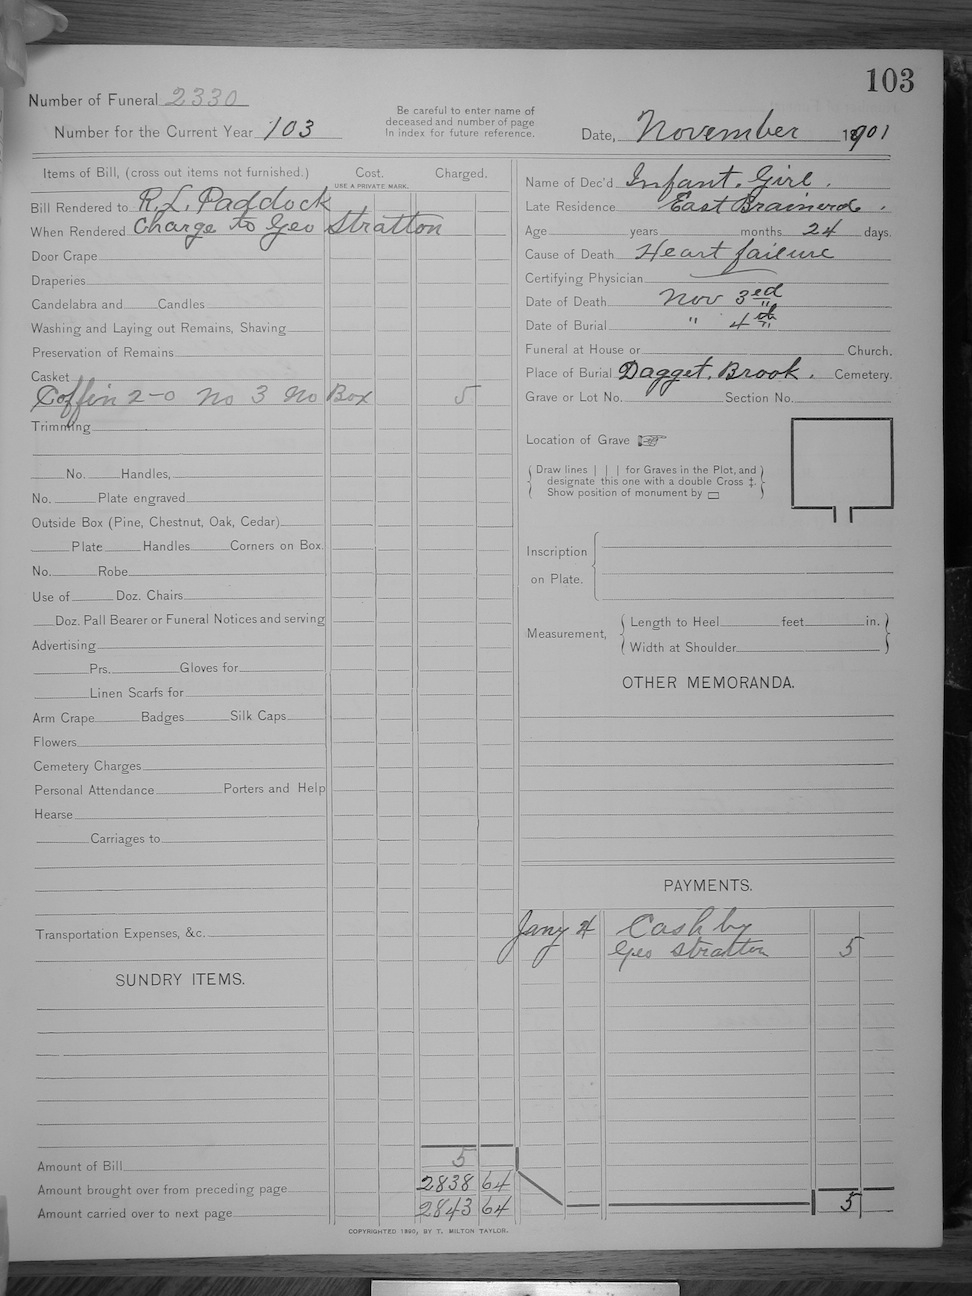 103
Number of Funeral 2330
Number for the Current Year 103
Be careful to enter name of
deceased and number of page
In index for future reference.
Date, November 1901
Items of Bill, (cross out items not furnished.)
Cost.
USE A PRIVATE MARK.
Charged.
Bill Rendered to R. L. Paddock
When Rendered Charge to Geo Stratton
Door Crape
Draperies
Candelabra and Candles
Washing and Laying out Remains, Shaving
Preservation of Remains
Casket
Coffin 2-0 No 3 No Box 5
Trimming
No. Handles,
No. Plate engraved
Outside Box (Pine, Chestnut, Oak, Cedar)
Plate Handles Corners on Box.
No. Robe
Use of Doz. Chairs
Doz. Pall Bearer or Funeral Notices and serving
Advertising
Prs. Gloves for
Linen Scarfs for
Arm Crape Badges Silk Caps
Flowers
Cemetery Charges
Personal Attendance Porters and Help
Hearse
Carriages to
Transportation Expenses, &c.
SUNDRY ITEMS.
Amount of Bill 5
Amount brought over from preceding page 2838 64
Amount carried over to next page 2843 64
Name of Dec'd Infant. Girl.
Late Residence East Brainerd.
Age years months 24 days.
Cause of Death Heart failure
Certifying Physician
Date of Death Nov 3ed
Date of Burial " 4th
Funeral at House or Church.
Place of Burial Dagget. Brook. Cemetery.
Grave or Lot No. Section No.
Location of Grave
Draw lines | | | for Graves in the Plot, and
designate this one with a double Cross ‡.
Show position of monument by ▭
Inscription
on Plate.
Measurement,
Length to Heel feet in.
Width at Shoulder
OTHER MEMORANDA.
PAYMENTS.
Jany 4 Cash by
Geo Stratton 5
5
COPYRIGHTED 1890, BY T. MILTON TAYLOR.